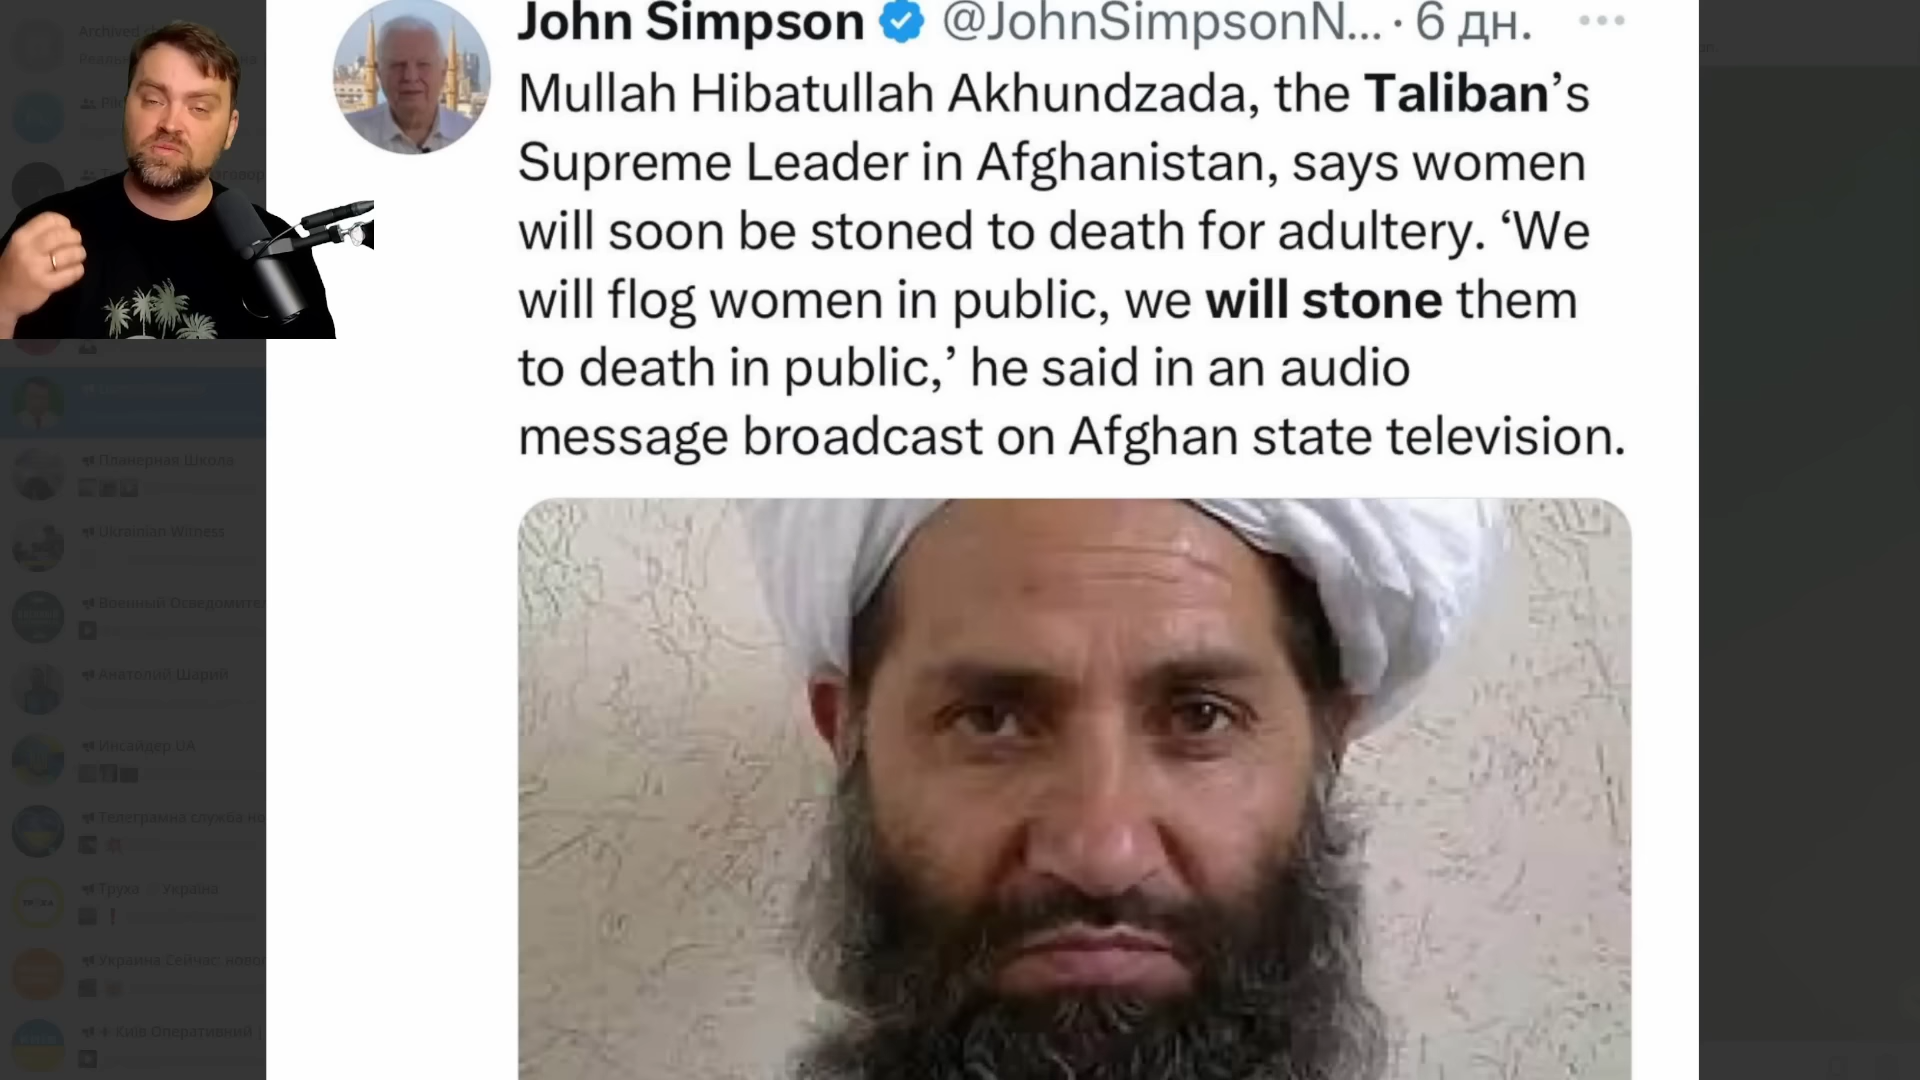 John Simpson @JohnSimpsonN... · 6 дн.
Mullah Hibatullah Akhundzada, the Taliban’s
Supreme Leader in Afghanistan, says women
will soon be stoned to death for adultery. ‘We
will flog women in public, we will stone them
to death in public,’ he said in an audio
message broadcast on Afghan state television.
Archived
Планерная Школа
Ukrainian Witness
Военный Осведомител
Анатолий Шарий
Инсайдер UA
Телеграмна служба но
Труха Україна
Украина Сейчас: ново
Київ Оперативний |